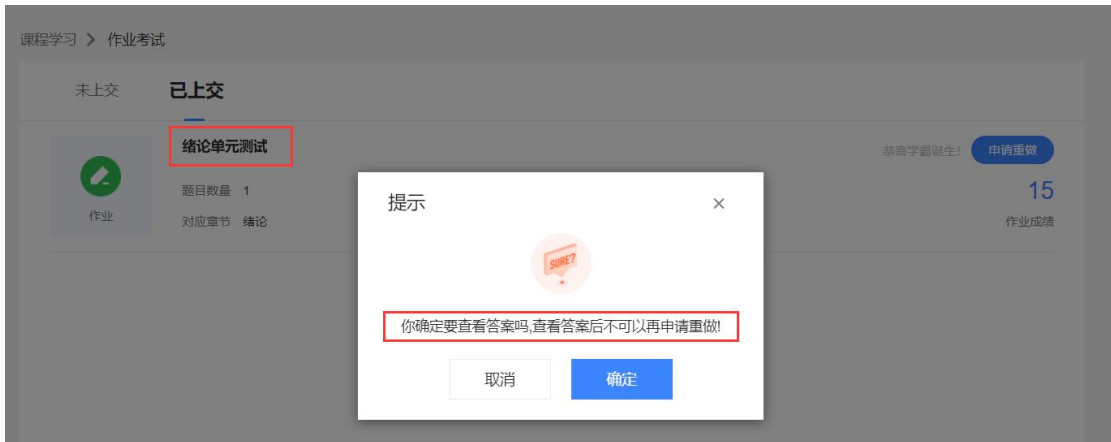 课程学习 > 作业考试
未上交 已上交
绪论单元测试
恭喜学霸诞生! 申请重做
题目数量 1
15
作业
对应章节 绪论
作业成绩
提示 ×
SURE?
你确定要查看答案吗,查看答案后不可以再申请重做!
取消 确定